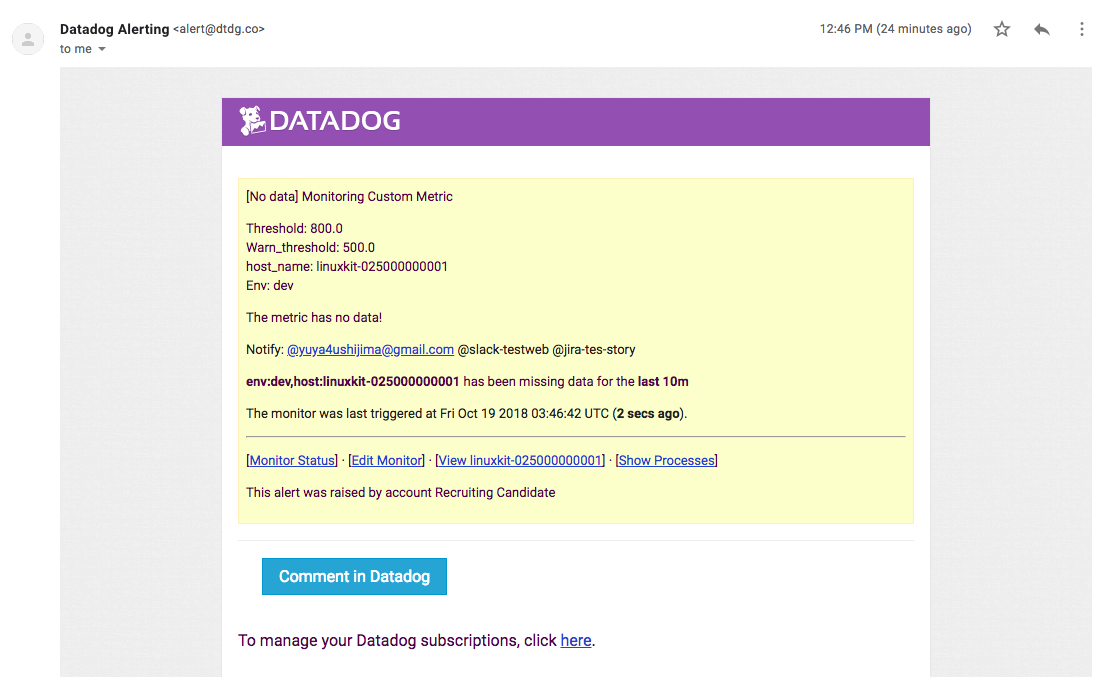 Datadog Alerting <alert@dtdg.co>
12:46 PM (24 minutes ago)
to me
DATADOG
[No data] Monitoring Custom Metric
Threshold: 800.0
Warn_threshold: 500.0
host_name: linuxkit-025000000001
Env: dev
The metric has no data!
Notify: @yuya4ushijima@gmail.com @slack-testweb @jira-tes-story
env:dev,host:linuxkit-025000000001 has been missing data for the last 10m
The monitor was last triggered at Fri Oct 19 2018 03:46:42 UTC (2 secs ago).
[Monitor Status] · [Edit Monitor] · [View linuxkit-025000000001] · [Show Processes]
This alert was raised by account Recruiting Candidate
Comment in Datadog
To manage your Datadog subscriptions, click here.